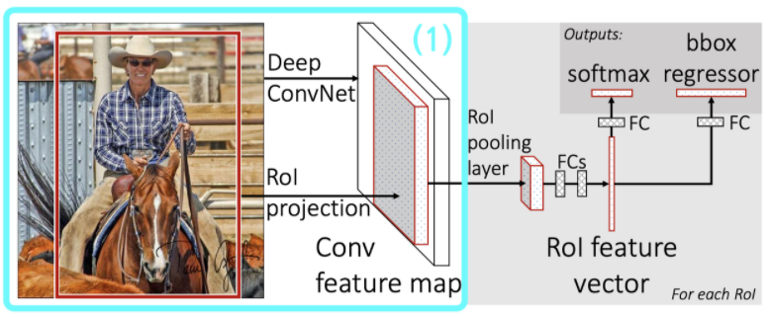 (1)
Deep
ConvNet
RoI
projection
Conv
feature map
RoI
pooling
layer
FCs
RoI feature
vector
Outputs:
softmax
bbox
regressor
FC
FC
For each RoI